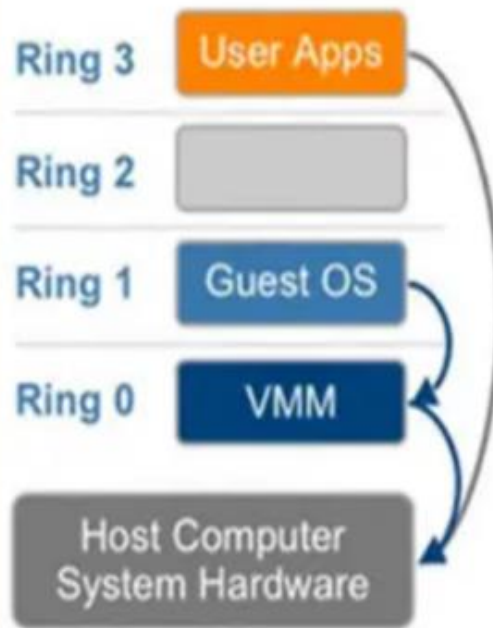 Ring 3
User Apps
Ring 2
Ring 1
Guest OS
Ring 0
VMM
Host Computer
System Hardware